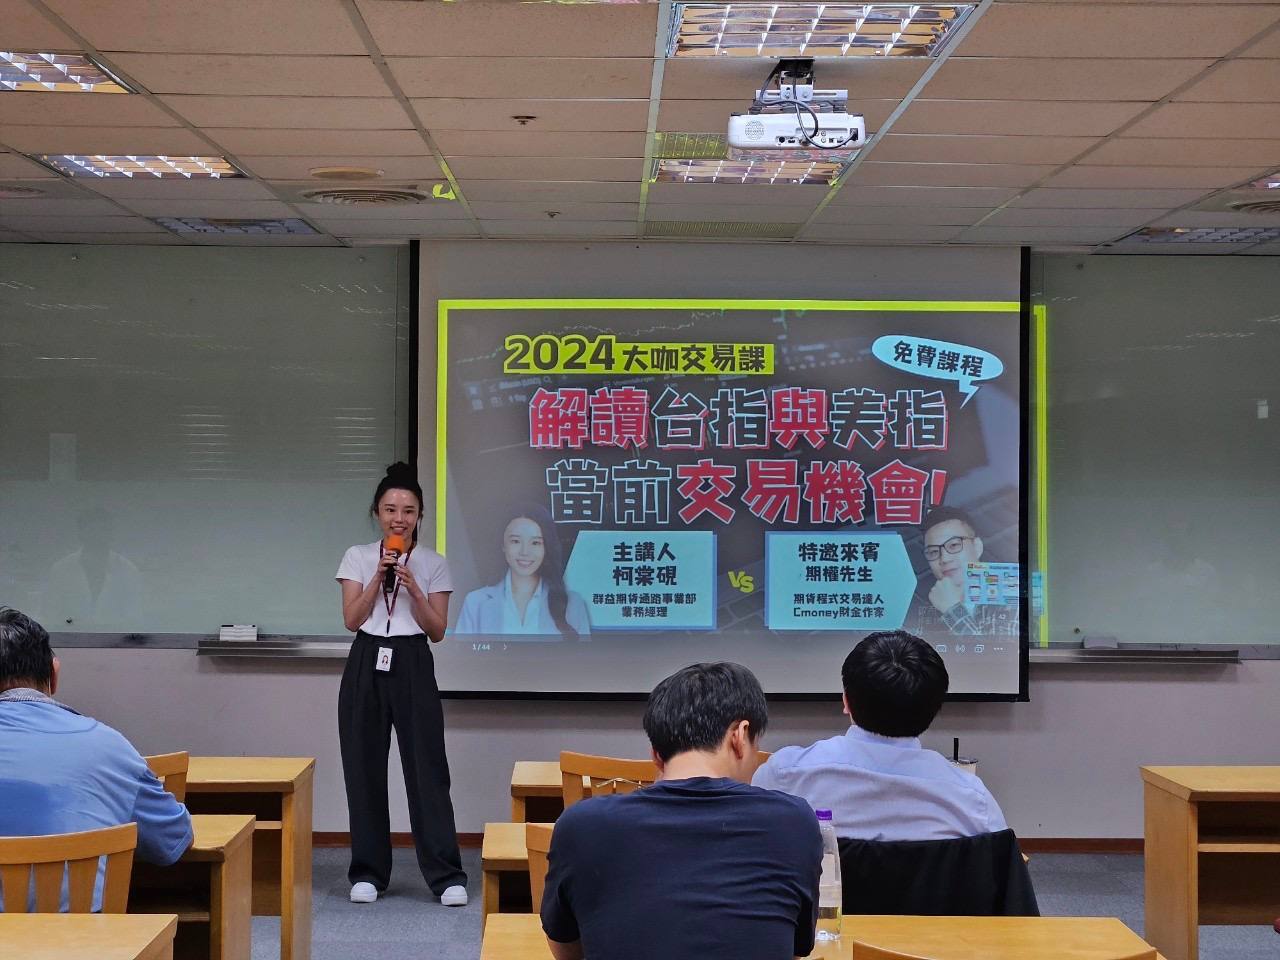 2024大咖交易課
免費課程
解讀台指與美指
當前交易機會!
主講人
柯棠硯
群益期貨通路事業部
業務經理
VS
特邀來賓
期權先生
期貨程式交易達人
Cmoney財金作家
1 / 44